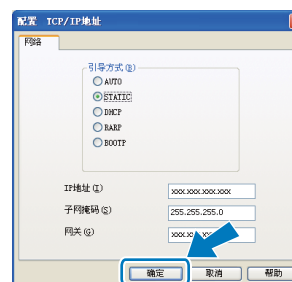 配置 TCP/IP地址
网络
引导方式(B)
AUTO
STATIC
DHCP
RARP
BOOTP
IP地址(I) xxx.xxx.xxx.xxx
子网掩码(S) 255.255.255.0
网关(G) xxx.xx
确定 取消 帮助